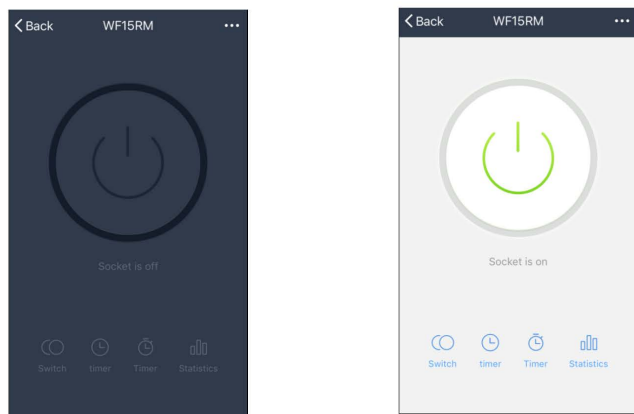 Back WF15RM
Socket is off
Switch timer Timer Statistics
Back WF15RM
Socket is on
Switch timer Timer Statistics